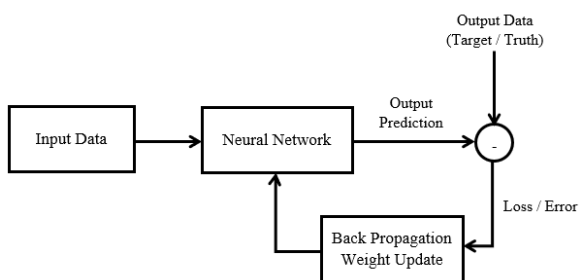 Output Data
(Target / Truth)
Input Data
Neural Network
Output
Prediction
-
Loss / Error
Back Propagation
Weight Update